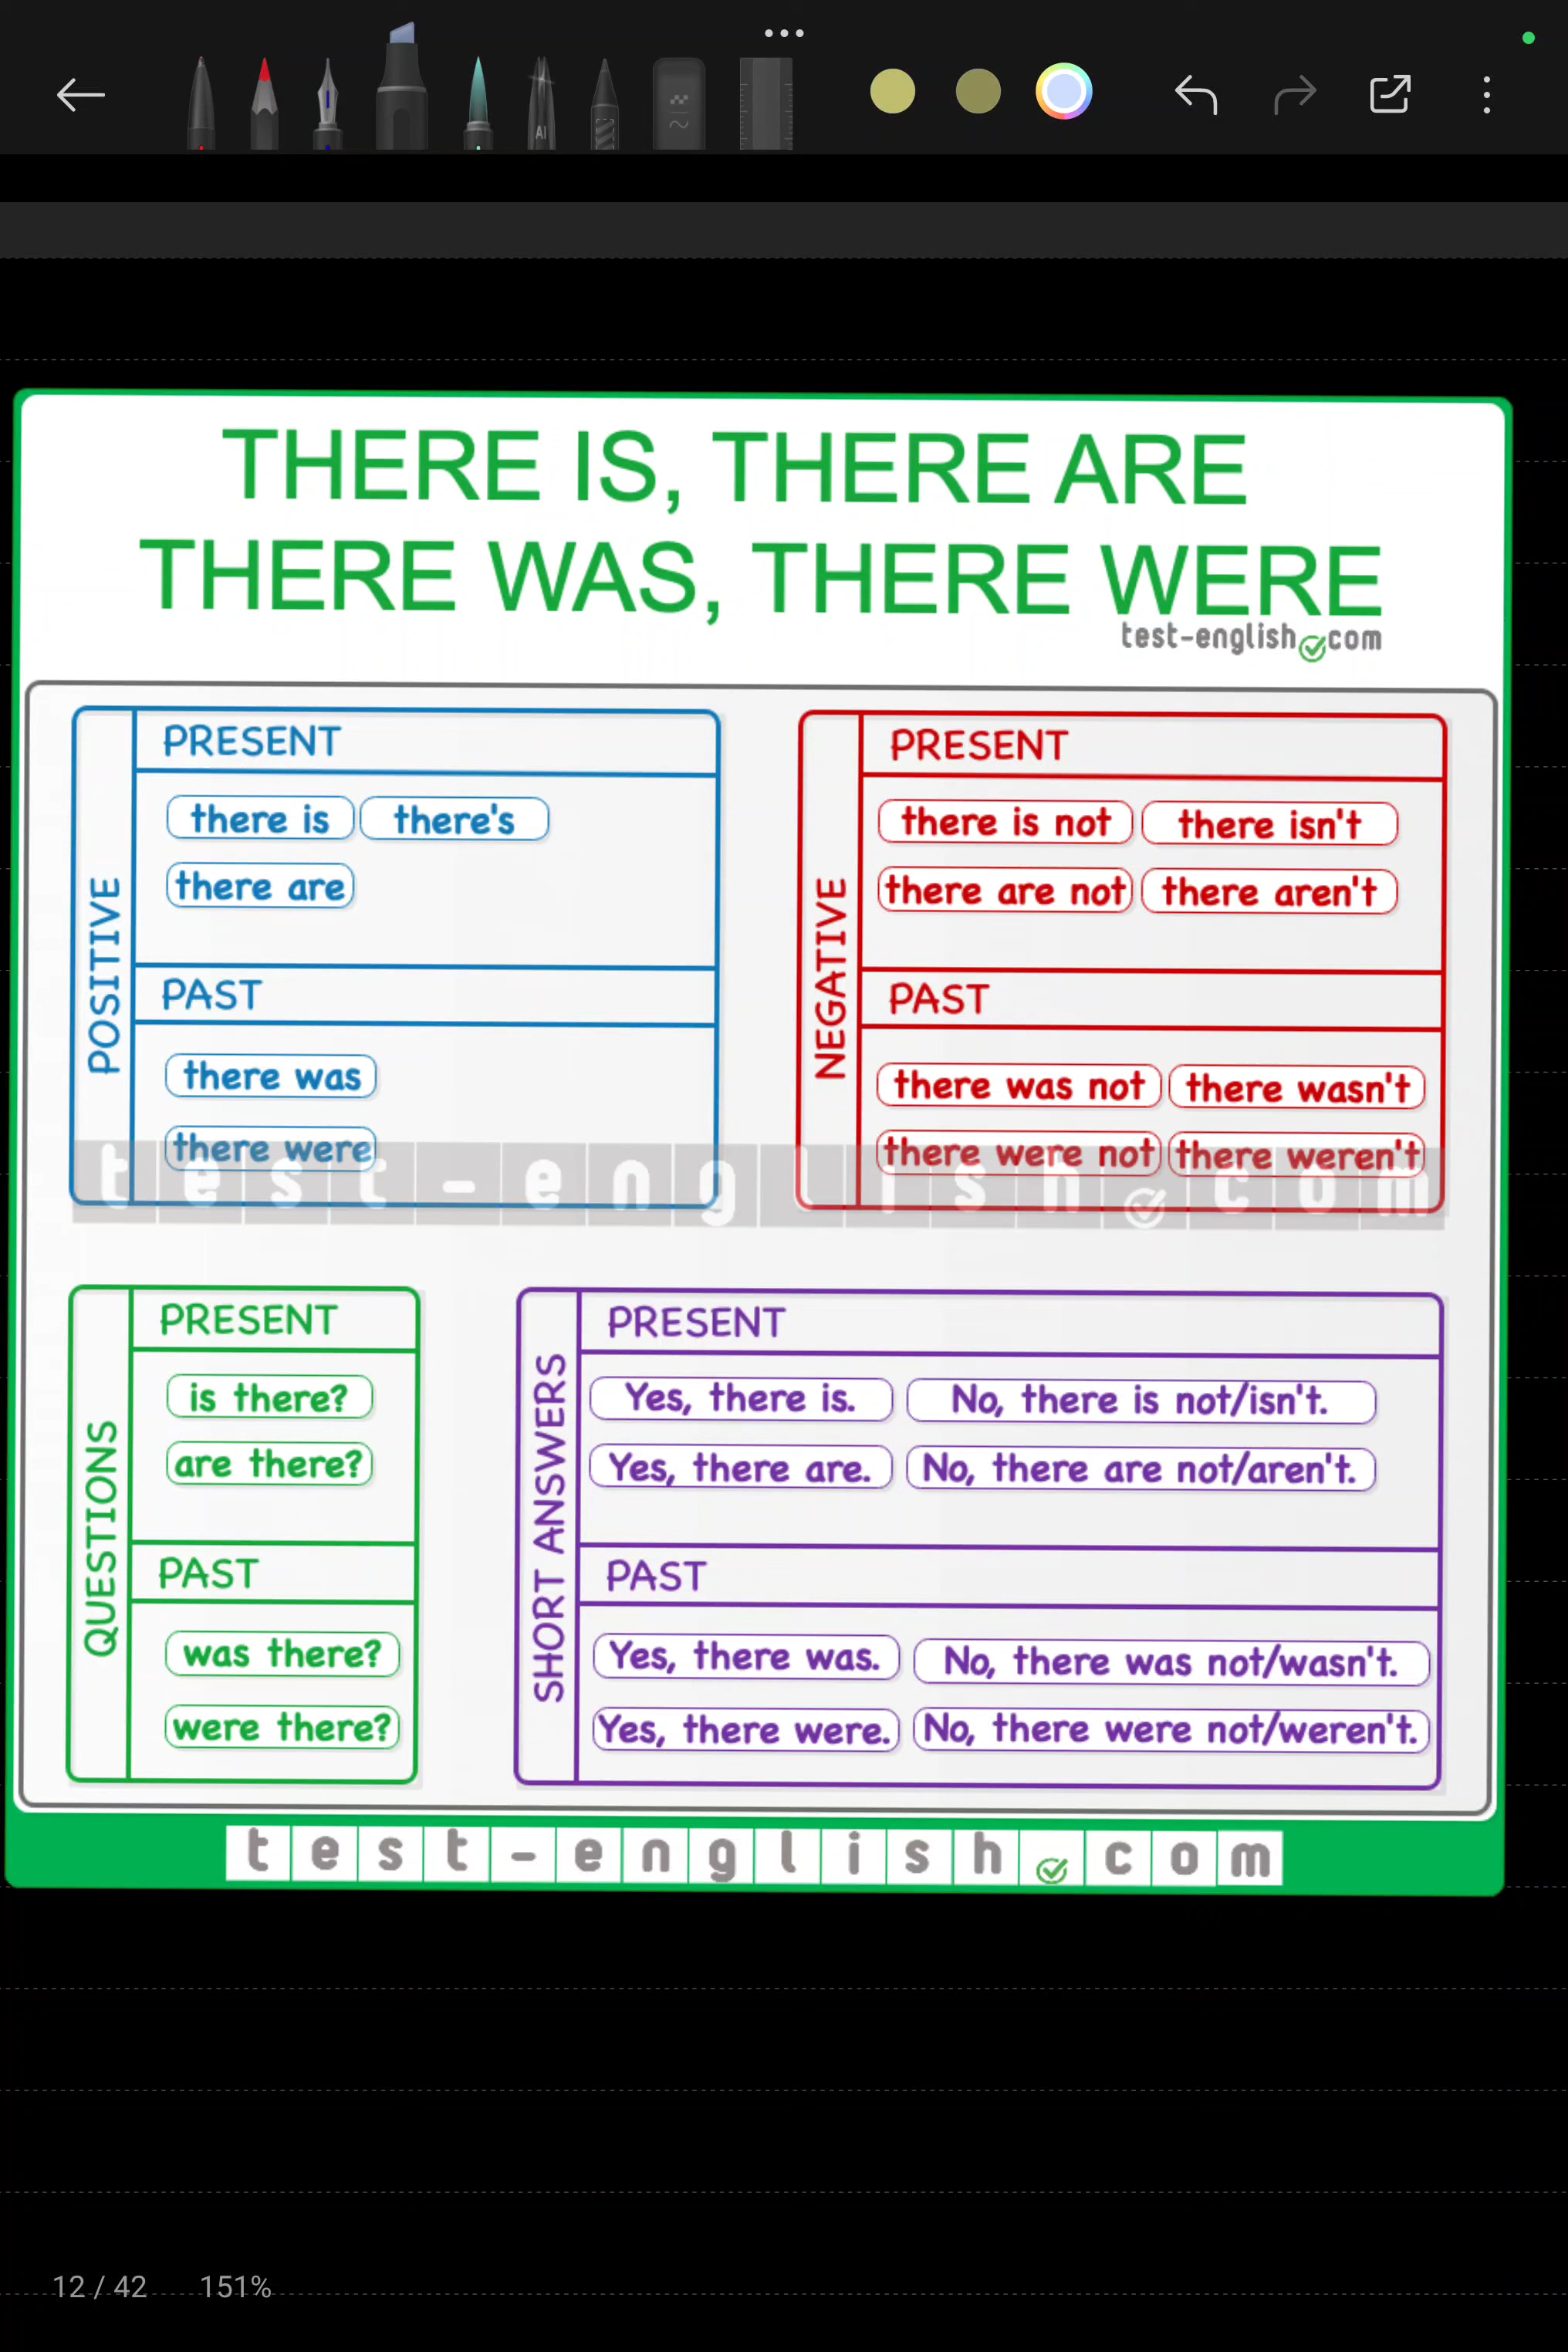 AI
THERE IS, THERE ARE
THERE WAS, THERE WERE
test-english.com
POSITIVE
PRESENT
there is there's
there are
PAST
there was
there were
NEGATIVE
PRESENT
there is not there isn't
there are not there aren't
PAST
there was not there wasn't
there were not there weren't
test-english.com
QUESTIONS
PRESENT
is there?
are there?
PAST
was there?
were there?
SHORT ANSWERS
PRESENT
Yes, there is. No, there is not/isn't.
Yes, there are. No, there are not/aren't.
PAST
Yes, there was. No, there was not/wasn't.
Yes, there were. No, there were not/weren't.
test-english.com
12 / 42 151%